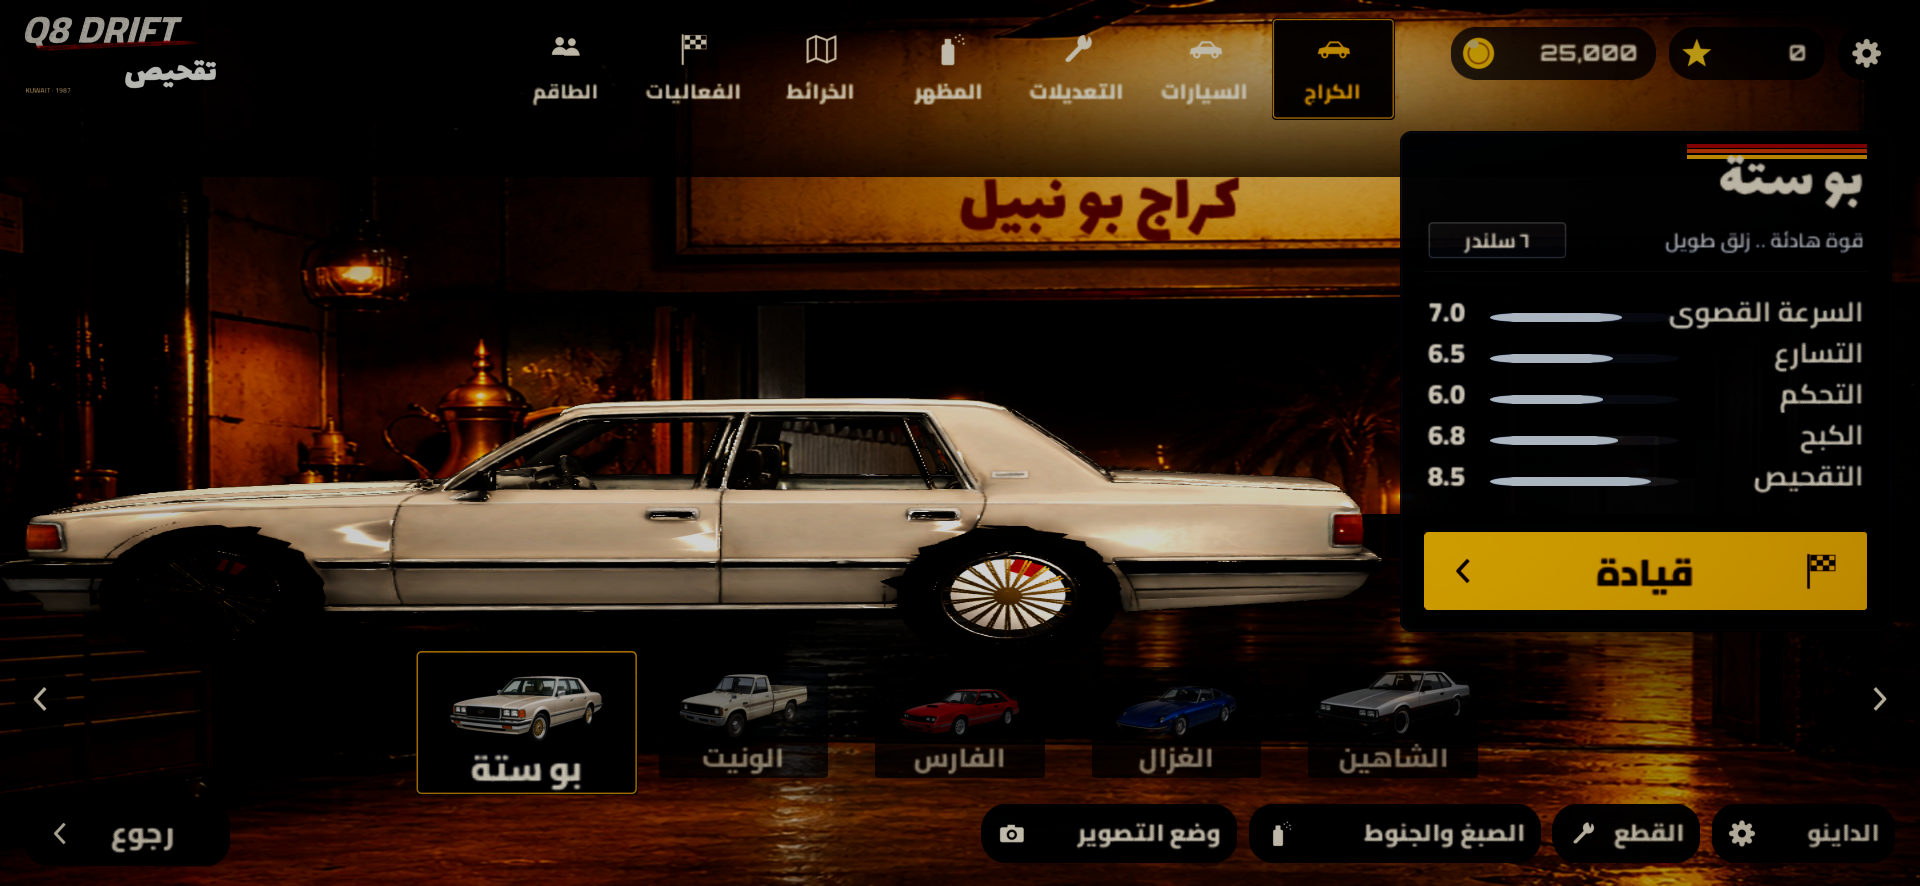 Q8 DRIFT
تفحيص
KUWAIT · 1987
الكراج
السيارات
التعديلات
المظهر
الخرائط
الفعاليات
الطاقم
25,000
0
كراج بو نبيل
بو ستة
قوة هادئة .. زلق طويل
٦ سلندر
السرعة القصوى 7.0
التسارع 6.5
التحكم 6.0
الكبح 6.8
التقحيص 8.5
قيادة
بو ستة
الونيت
الفارس
الغزال
الشاهين
رجوع
وضع التصوير
الصبغ والجنوط
القطع
الداينو